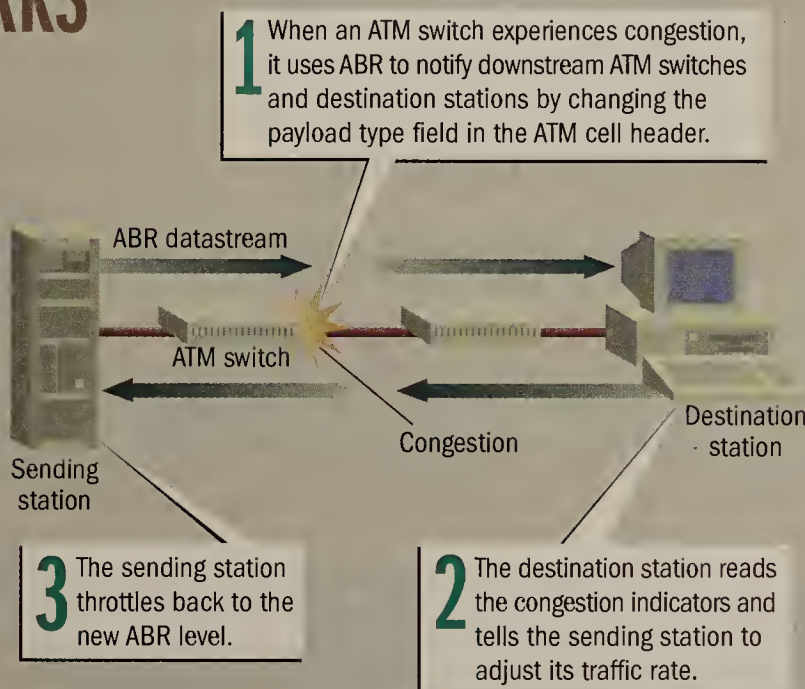 1 When an ATM switch experiences congestion,
it uses ABR to notify downstream ATM switches
and destination stations by changing the
payload type field in the ATM cell header.
ABR datastream
ATM switch
Congestion
Sending
station
Destination
station
3 The sending station
throttles back to the
new ABR level.
2 The destination station reads
the congestion indicators and
tells the sending station to
adjust its traffic rate.